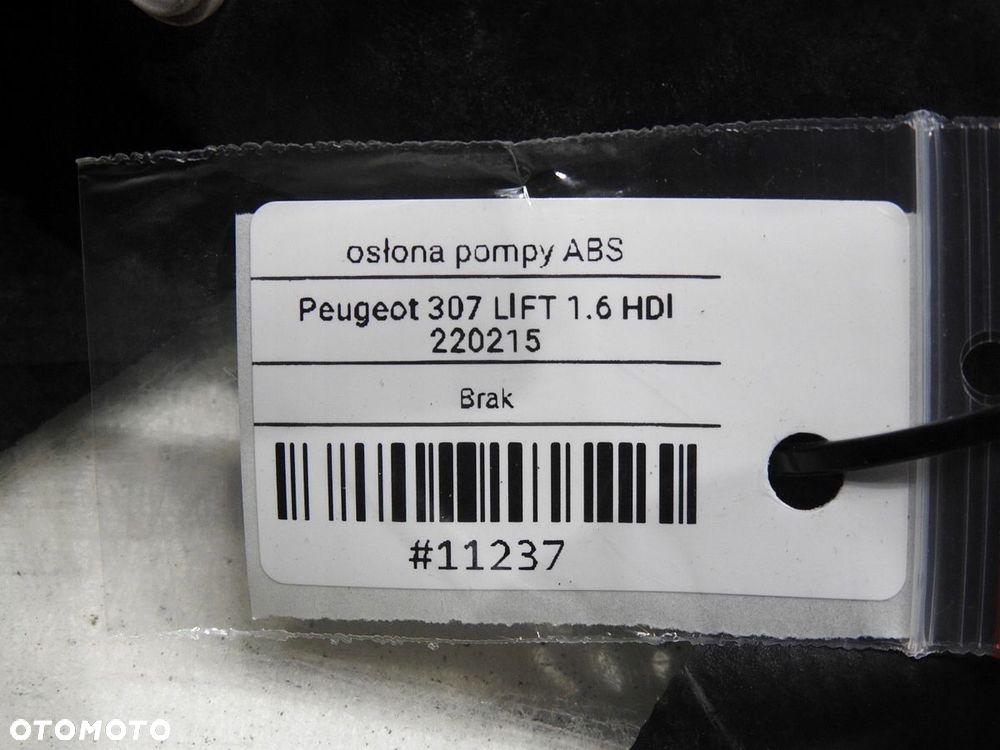 osłona pompy ABS
Peugeot 307 LIFT 1.6 HDI
220215
Brak
#11237
OTOMOTO